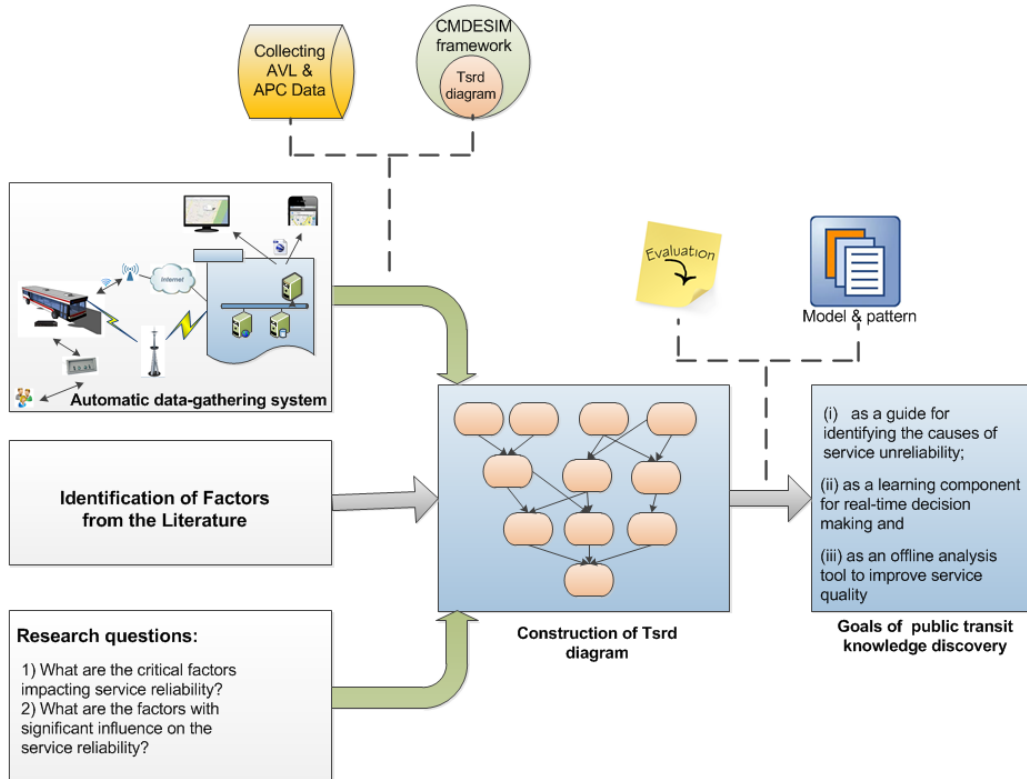 Collecting
AVL &
APC Data
CMDESIM
framework
Tsrd
diagram
Internet
Automatic data-gathering system
Evaluation
Model & pattern
Identification of Factors
from the Literature
Research questions:
1) What are the critical factors
impacting service reliability?
2) What are the factors with
significant influence on the
service reliability?
Construction of Tsrd
diagram
(i) as a guide for
identifying the causes of
service unreliability;
(ii) as a learning component
for real-time decision
making and
(iii) as an offline analysis
tool to improve service
quality
Goals of public transit
knowledge discovery